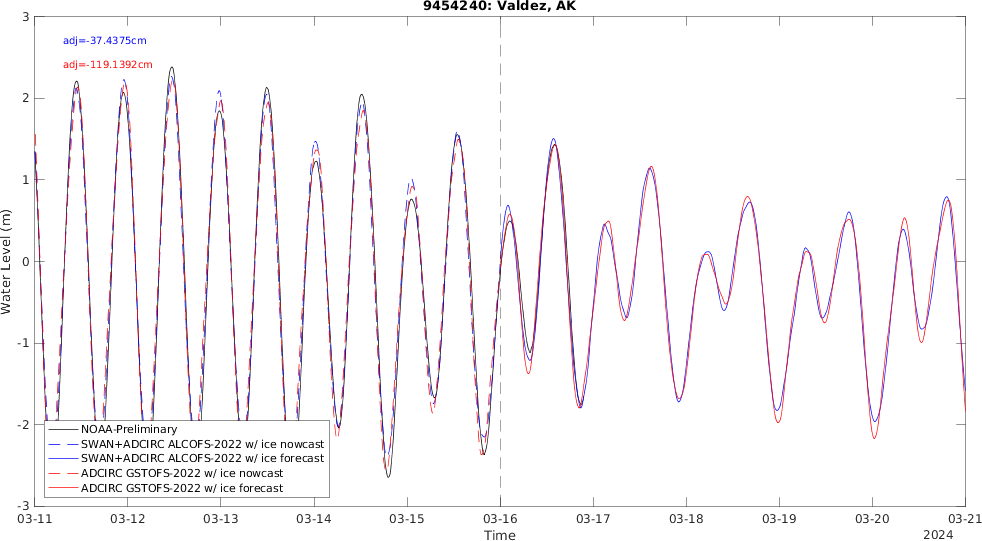 9454240: Valdez, AK
3
adj=-37.4375cm
adj=-119.1392cm
2
1
0
-1
-2
-3
Water Level (m)
NOAA-Preliminary
SWAN+ADCIRC ALCOFS-2022 w/ ice nowcast
SWAN+ADCIRC ALCOFS-2022 w/ ice forecast
ADCIRC GSTOFS-2022 w/ ice nowcast
ADCIRC GSTOFS-2022 w/ ice forecast
03-11 03-12 03-13 03-14 03-15 03-16 03-17 03-18 03-19 03-20 03-21
Time
2024